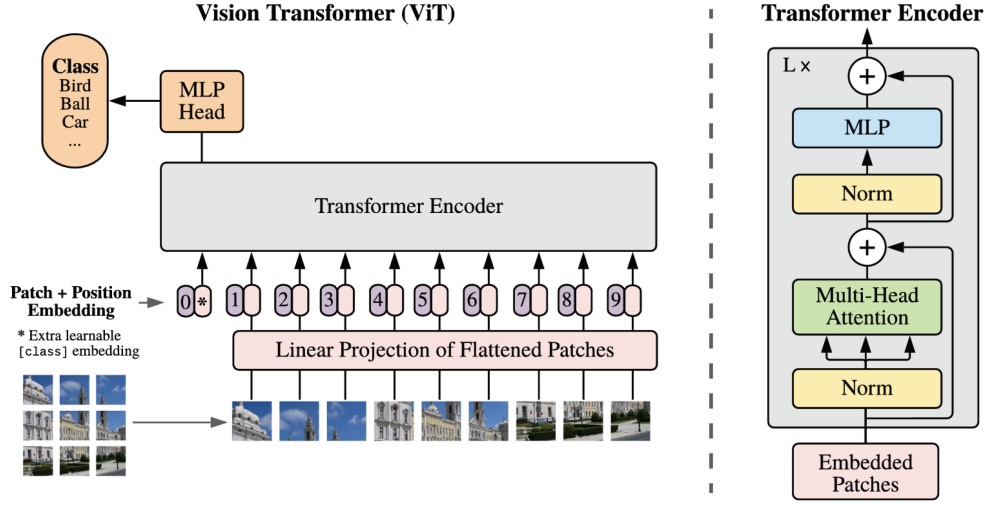 Vision Transformer (ViT)
Class
Bird
Ball
Car
...
MLP
Head
Transformer Encoder
Patch + Position
Embedding
0 * 1 2 3 4 5 6 7 8 9
* Extra learnable
[class] embedding
Linear Projection of Flattened Patches
Transformer Encoder
L ×
+
MLP
Norm
+
Multi-Head
Attention
Norm
Embedded
Patches